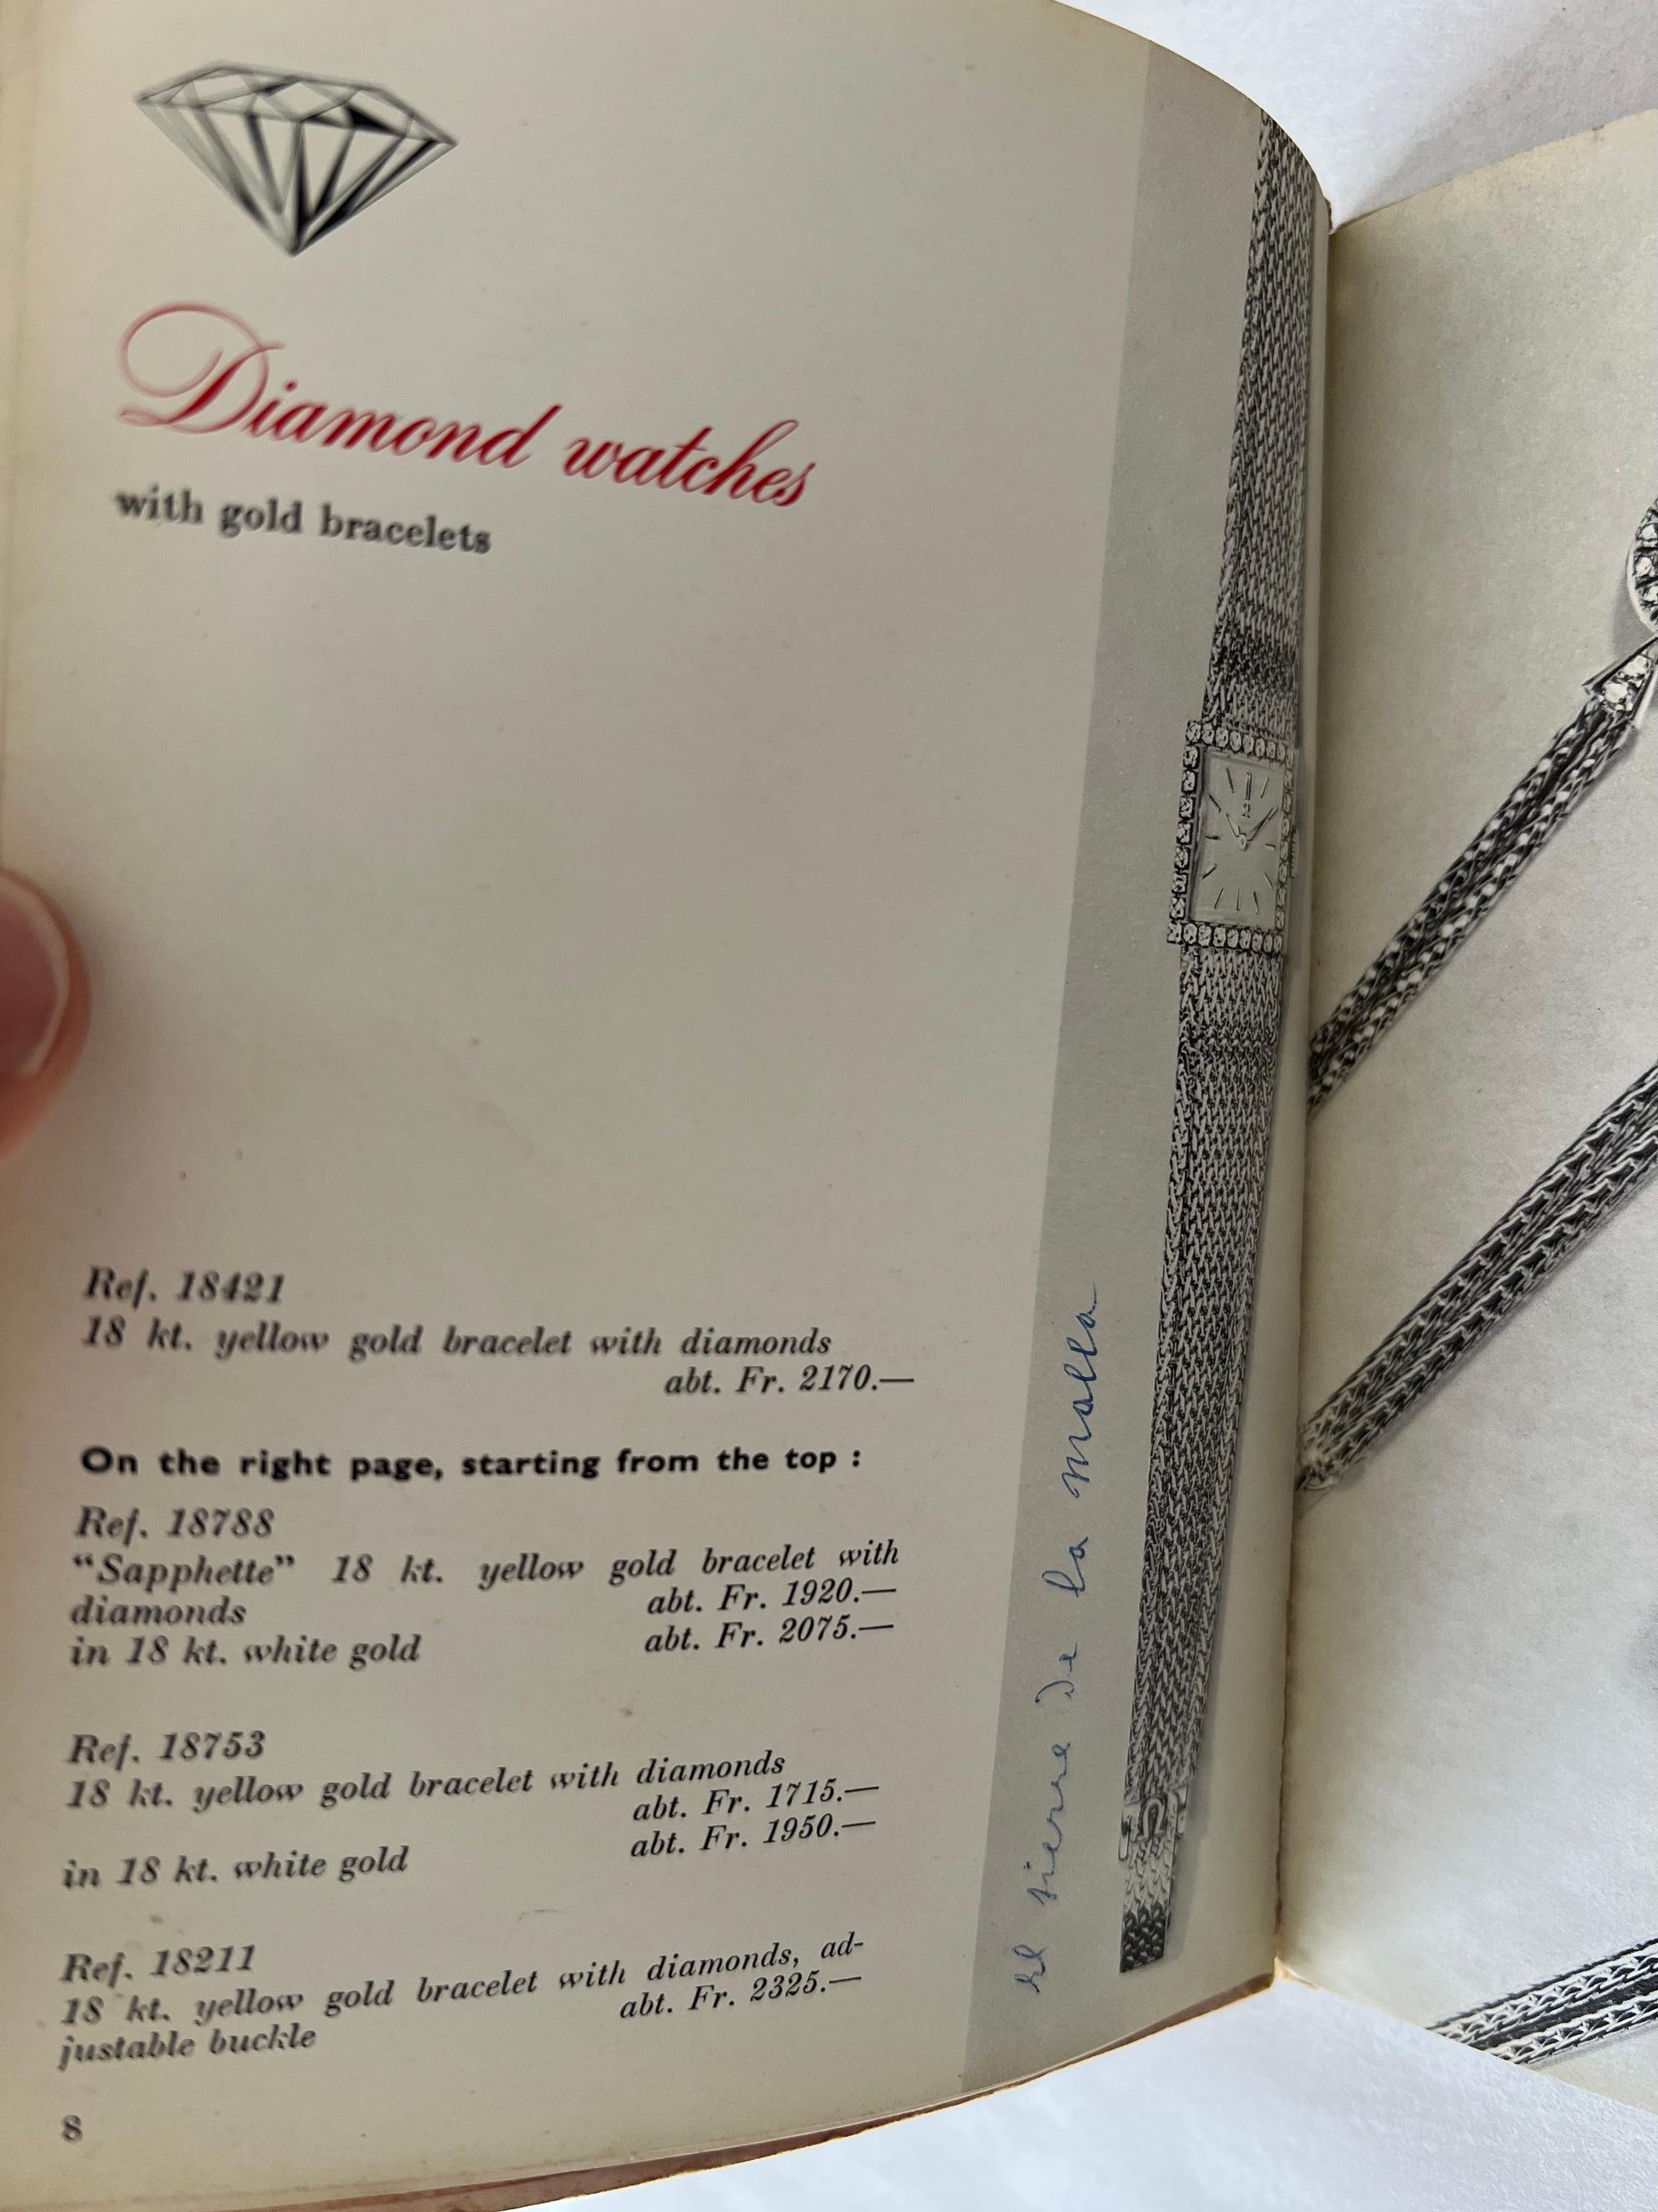 Diamond watches
with gold bracelets
Ref. 18421
18 kt. yellow gold bracelet with diamonds
abt. Fr. 2170.—
On the right page, starting from the top :
Ref. 18788
“Sapphette” 18 kt. yellow gold bracelet with
diamonds abt. Fr. 1920.—
in 18 kt. white gold abt. Fr. 2075.—
Ref. 18753
18 kt. yellow gold bracelet with diamonds
abt. Fr. 1715.—
in 18 kt. white gold abt. Fr. 1950.—
Ref. 18211
18 kt. yellow gold bracelet with diamonds, ad-
justable buckle abt. Fr. 2325.—
8
el sierre de la malla
Ω